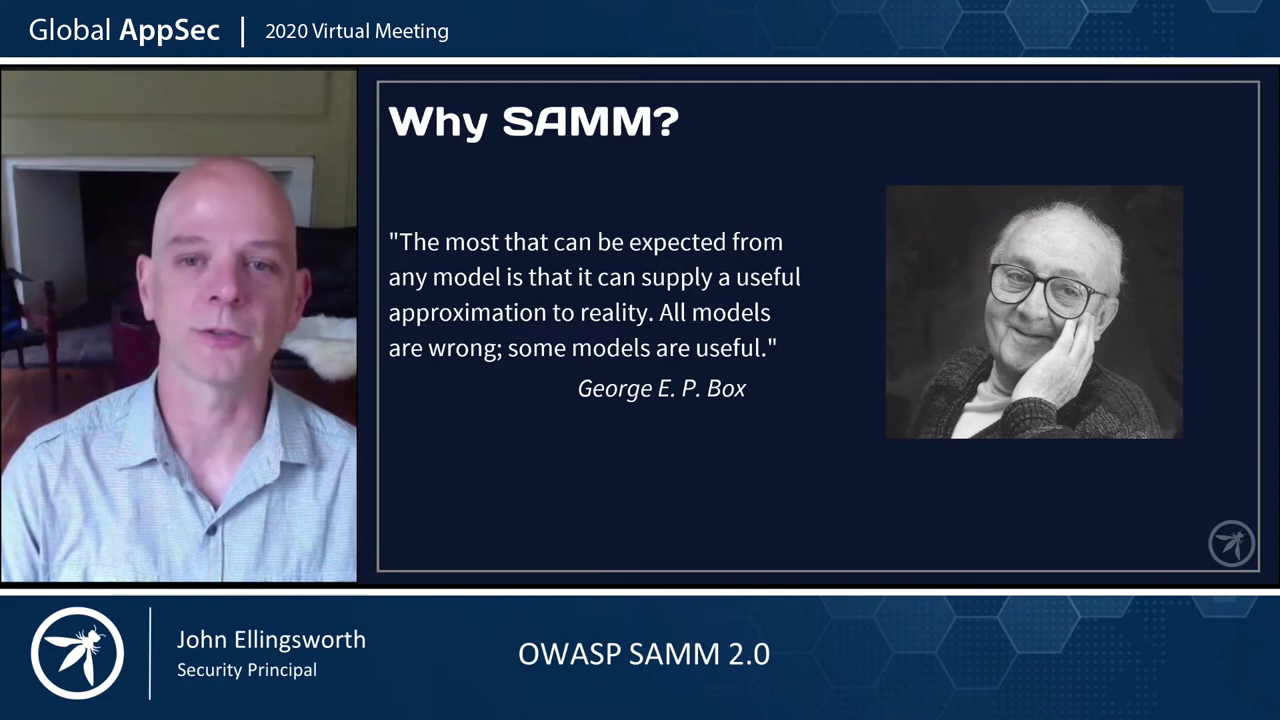 Global AppSec | 2020 Virtual Meeting
Why SAMM?
"The most that can be expected from
any model is that it can supply a useful
approximation to reality. All models
are wrong; some models are useful."
George E. P. Box
John Ellingsworth
Security Principal
OWASP SAMM 2.0